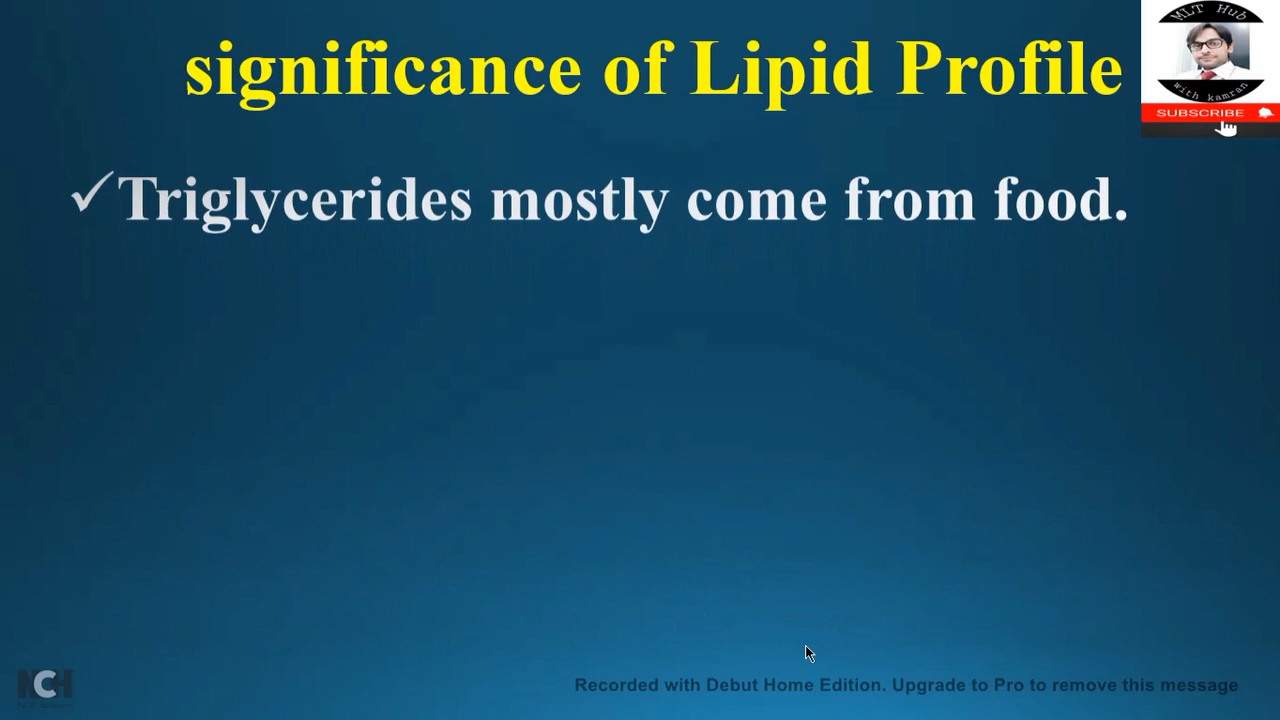 significance of Lipid Profile
MLT Hub
with kamran
SUBSCRIBE
✓Triglycerides mostly come from food.
NCH
Recorded with Debut Home Edition. Upgrade to Pro to remove this message